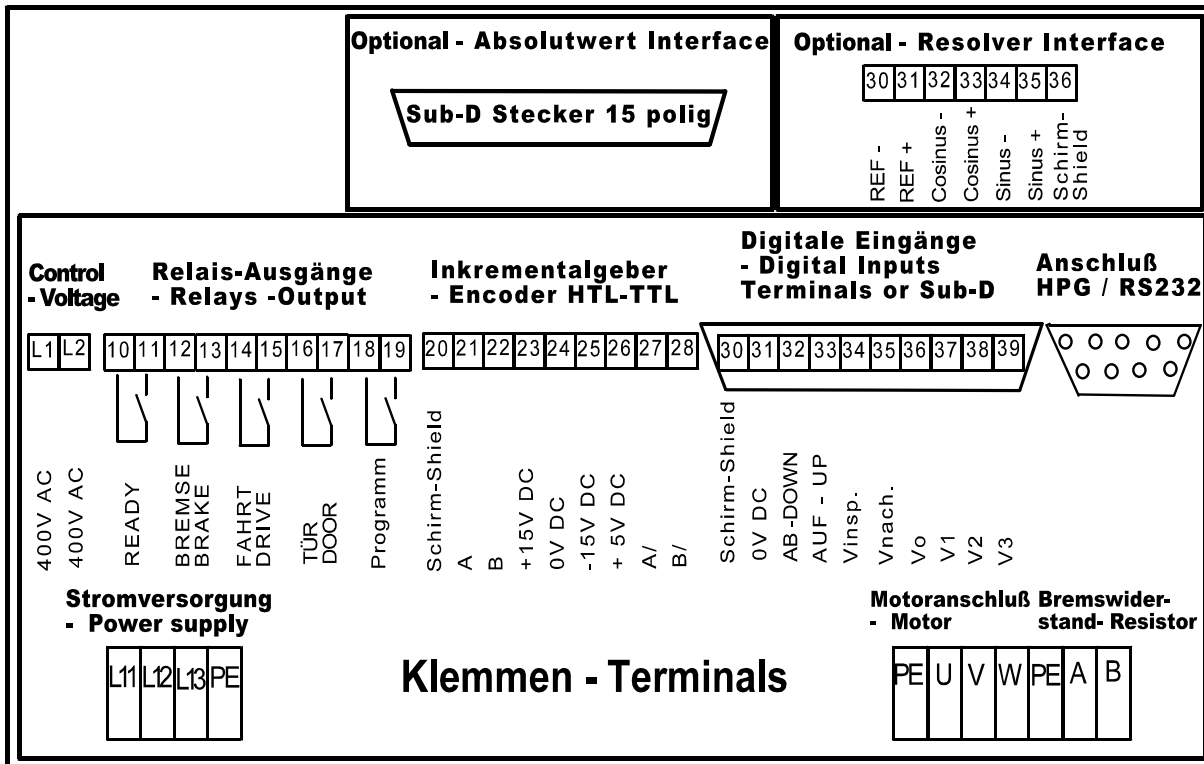 Optional - Absolutwert Interface
Sub-D Stecker 15 polig
Optional - Resolver Interface
30 31 32 33 34 35 36
REF -
REF +
Cosinus -
Cosinus +
Sinus -
Sinus +
Schirm-
Shield
Control
- Voltage
L1 L2
400V AC
400V AC
Relais-Ausgänge
- Relays -Output
10 11 12 13 14 15 16 17 18 19
READY
BREMSE
BRAKE
FAHRT
DRIVE
TÜR
DOOR
Programm
Inkrementalgeber
- Encoder HTL-TTL
20 21 22 23 24 25 26 27 28
Schirm-Shield
A
B
+15V DC
0V DC
-15V DC
+ 5V DC
A/
B/
Digitale Eingänge
- Digital Inputs
Terminals or Sub-D
30 31 32 33 34 35 36 37 38 39
Schirm-Shield
0V DC
AB-DOWN
AUF - UP
Vinsp.
Vnach.
Vo
V1
V2
V3
Anschluß
HPG / RS232
Stromversorgung
- Power supply
L11 L12 L13 PE
Klemmen - Terminals
Motoranschluß
- Motor
Bremswider-
stand- Resistor
PE U V W PE A B